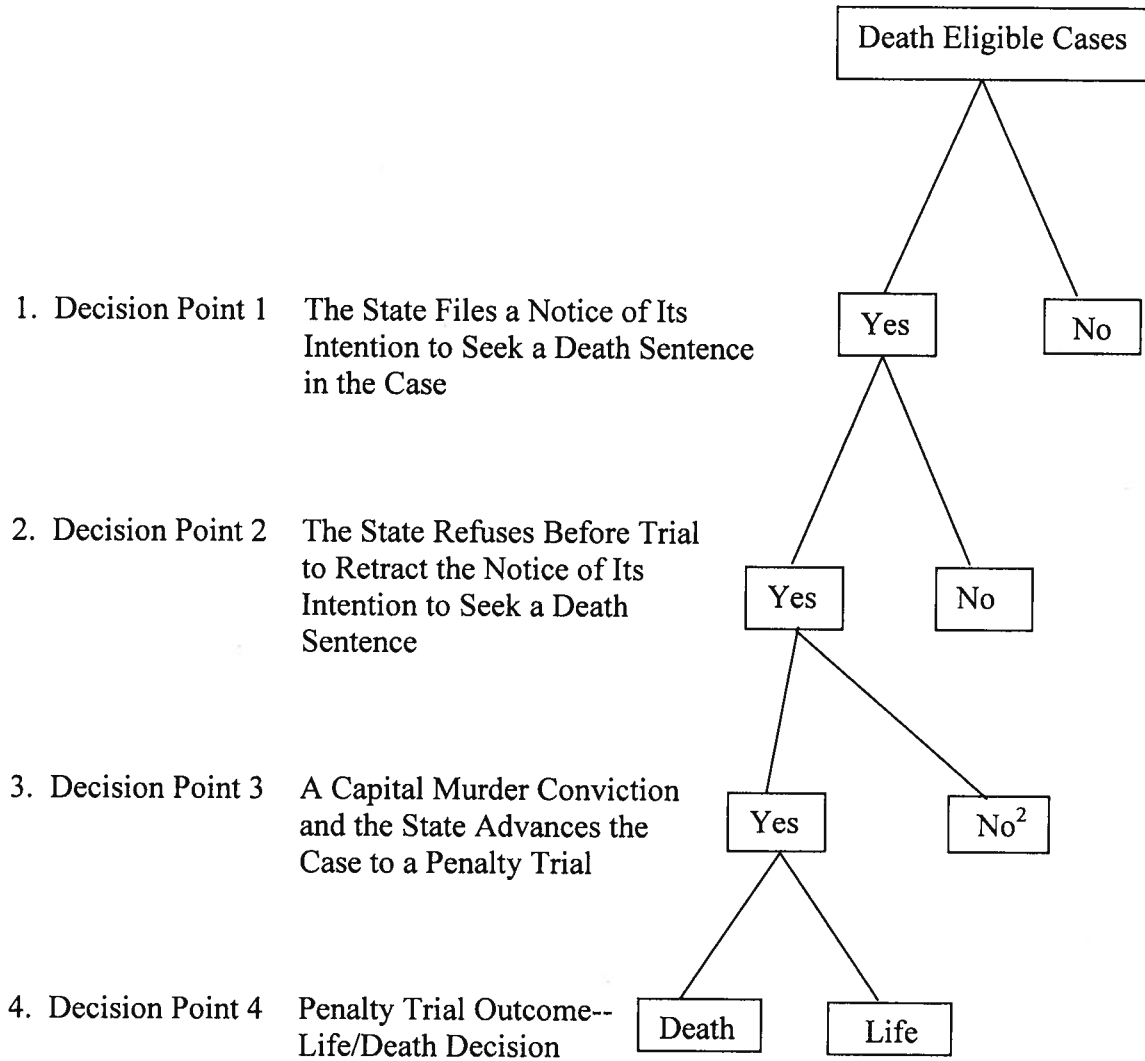 Death Eligible Cases
1. Decision Point 1 The State Files a Notice of Its
Intention to Seek a Death Sentence
in the Case
Yes No
2. Decision Point 2 The State Refuses Before Trial
to Retract the Notice of Its
Intention to Seek a Death
Sentence
Yes No
3. Decision Point 3 A Capital Murder Conviction
and the State Advances the
Case to a Penalty Trial
Yes No²
4. Decision Point 4 Penalty Trial Outcome--
Life/Death Decision
Death Life